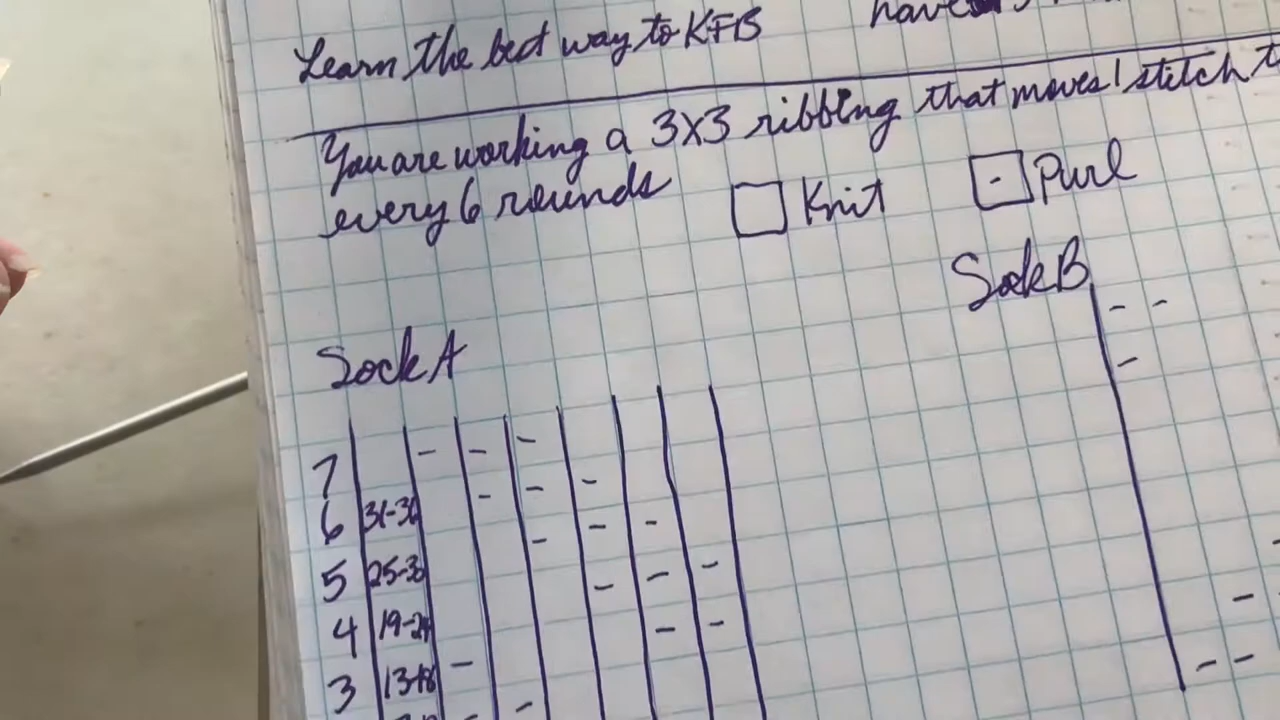 Learn the best way to KFB have
You are working a 3x3 ribbing that moves 1 stitch
every 6 rounds Knit - Purl
Sock B
Sock A
- -
-
7 - - -
6 31-36 - - -
5 25-30 - - -
4 19-24 - - -
3 13-18 - - -